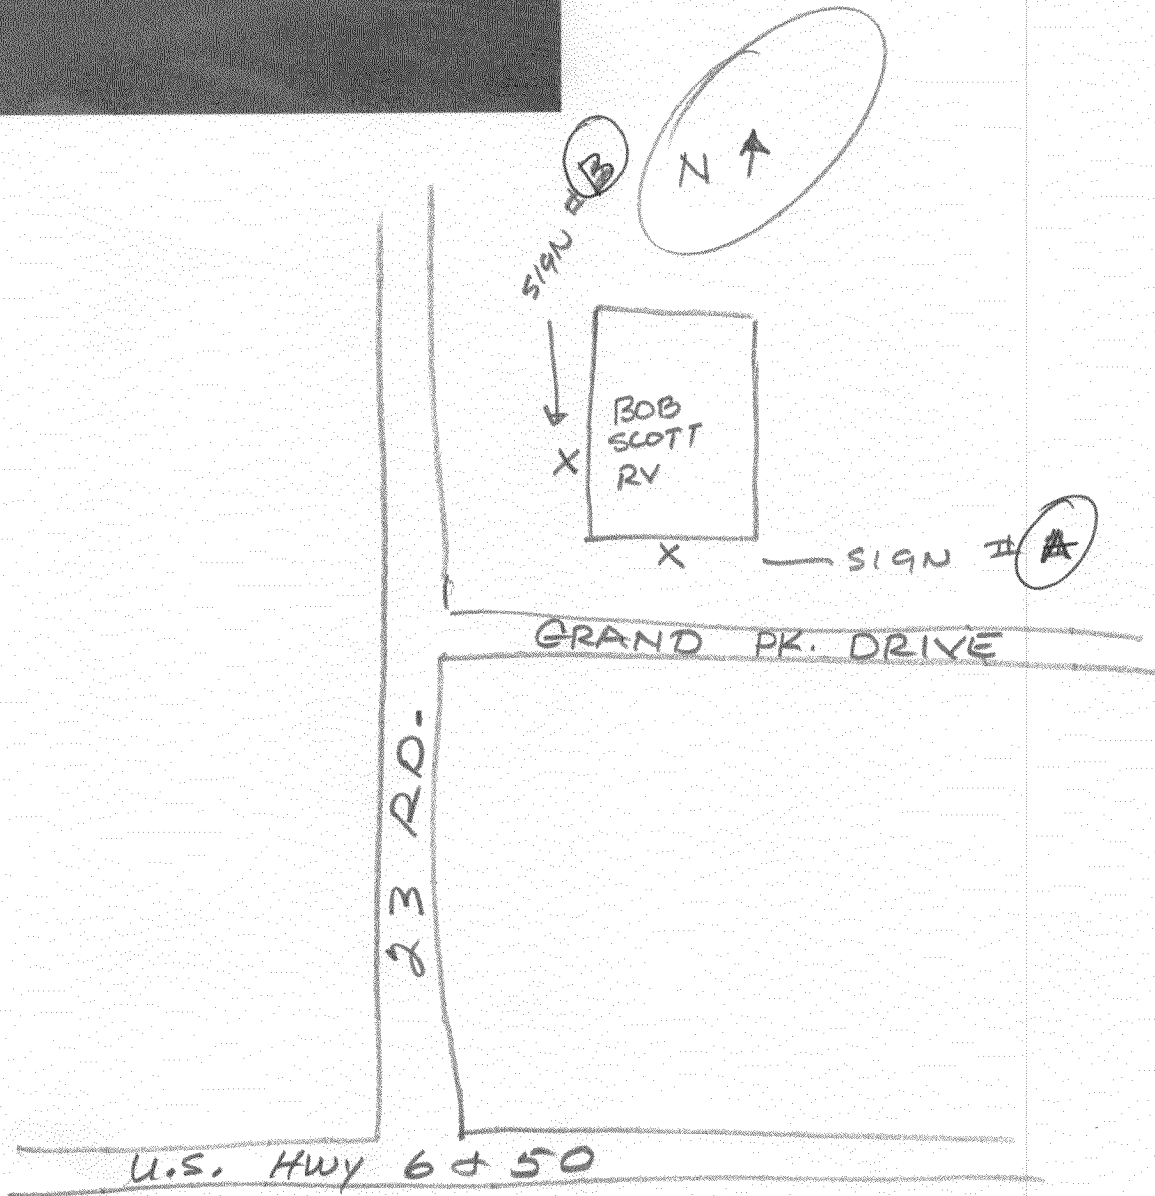 N
SIGN # B
BOB
SCOTT
RV
X
X
SIGN # A
GRAND PK. DRIVE
23 RD.
U.S. HWY 6 & 50